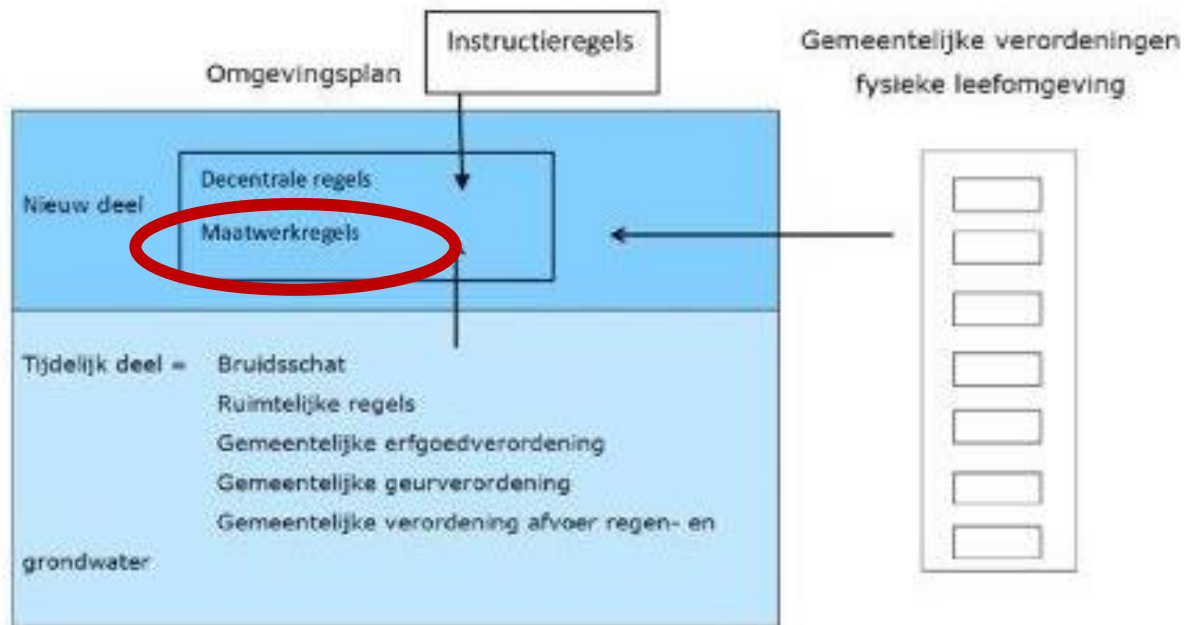 Instructieregels
Omgevingsplan
Gemeentelijke verordeningen
fysieke leefomgeving
Decentrale regels
Nieuw deel
Maatwerkregels
Tijdelijk deel = Bruidsschat
Ruimtelijke regels
Gemeentelijke erfgoedverordening
Gemeentelijke geurverordening
Gemeentelijke verordening afvoer regen- en
grondwater